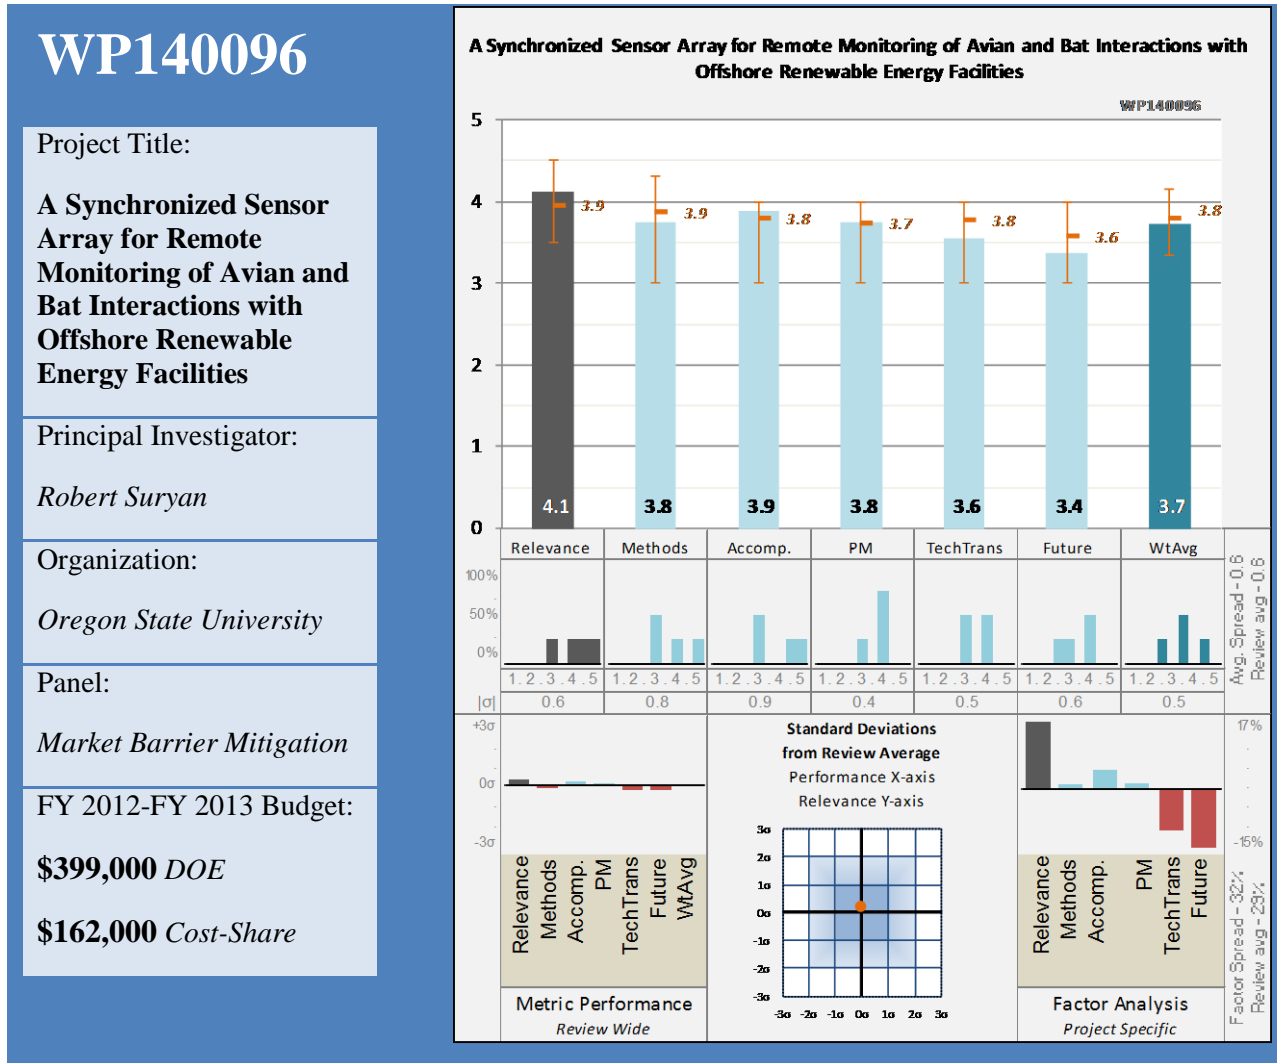 WP140096
Project Title:
A Synchronized Sensor
Array for Remote
Monitoring of Avian and
Bat Interactions with
Offshore Renewable
Energy Facilities
Principal Investigator:
Robert Suryan
Organization:
Oregon State University
Panel:
Market Barrier Mitigation
FY 2012-FY 2013 Budget:
$399,000 DOE
$162,000 Cost-Share
A Synchronized Sensor Array for Remote Monitoring of Avian and Bat Interactions with
Offshore Renewable Energy Facilities
WP140096
5
4
3
2
1
0
3.9 3.9 3.8 3.7 3.8 3.6 3.8
4.1 3.8 3.9 3.8 3.6 3.4 3.7
Relevance Methods Accomp. PM TechTrans Future WtAvg
100%
50%
0%
1 . 2 . 3 . 4 . 5 1 . 2 . 3 . 4 . 5 1 . 2 . 3 . 4 . 5 1 . 2 . 3 . 4 . 5 1 . 2 . 3 . 4 . 5 1 . 2 . 3 . 4 . 5 1 . 2 . 3 . 4 . 5
|σ| 0.6 0.8 0.9 0.4 0.5 0.6 0.5
Avg. Spread - 0.6
Review avg - 0.6
+3σ
0σ
-3σ
Relevance
Methods
Accomp.
PM
TechTrans
Future
WtAvg
Metric Performance
Review Wide
Standard Deviations
from Review Average
Performance X-axis
Relevance Y-axis
3σ
2σ
1σ
0σ
-1σ
-2σ
-3σ
-3σ -2σ -1σ 0σ 1σ 2σ 3σ
17%
-15%
Relevance
Methods
Accomp.
PM
TechTrans
Future
Factor Analysis
Project Specific
Factor Spread - 32%
Review avg - 29%